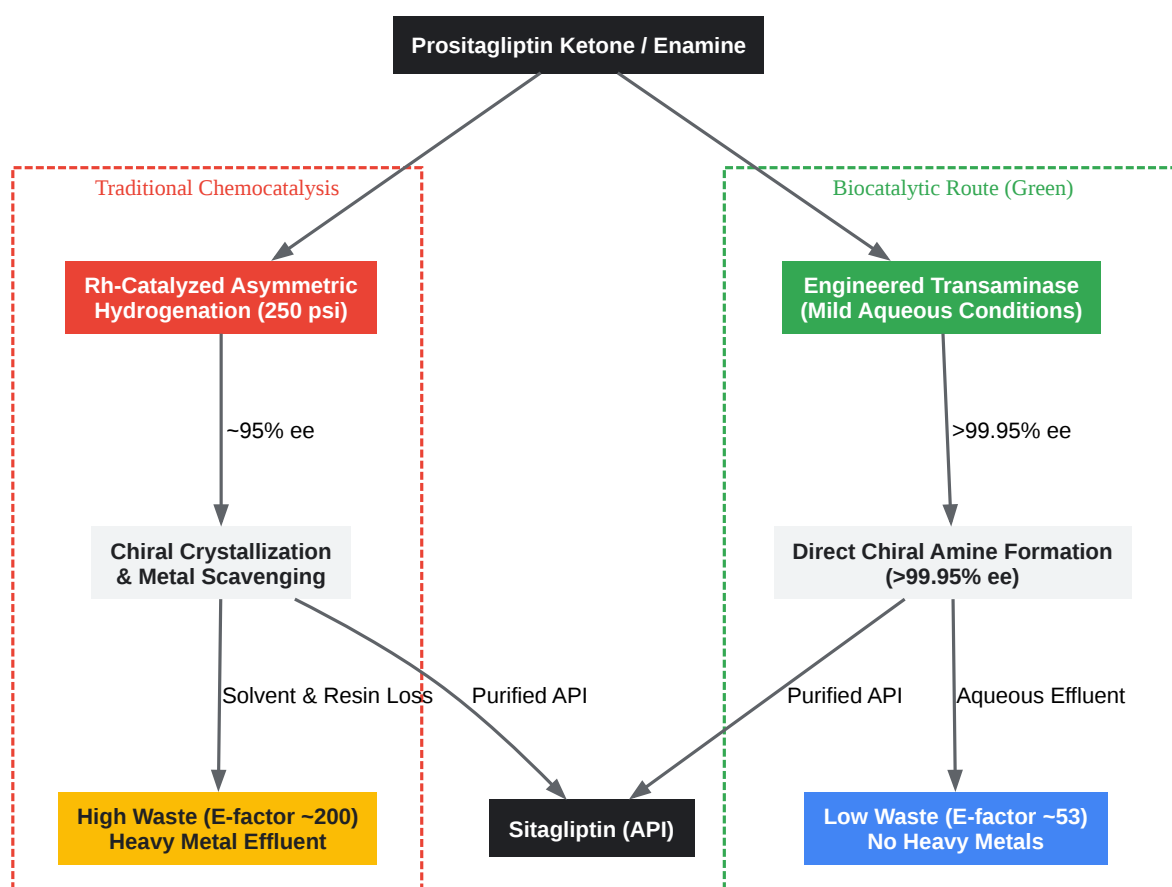 Prositagliptin Ketone / Enamine
Traditional Chemocatalysis
Biocatalytic Route (Green)
Rh-Catalyzed Asymmetric
Hydrogenation (250 psi)
Engineered Transaminase
(Mild Aqueous Conditions)
~95% ee
>99.95% ee
Chiral Crystallization
& Metal Scavenging
Direct Chiral Amine Formation
(>99.95% ee)
Solvent & Resin Loss
Purified API
Purified API
Aqueous Effluent
High Waste (E-factor ~200)
Heavy Metal Effluent
Sitagliptin (API)
Low Waste (E-factor ~53)
No Heavy Metals